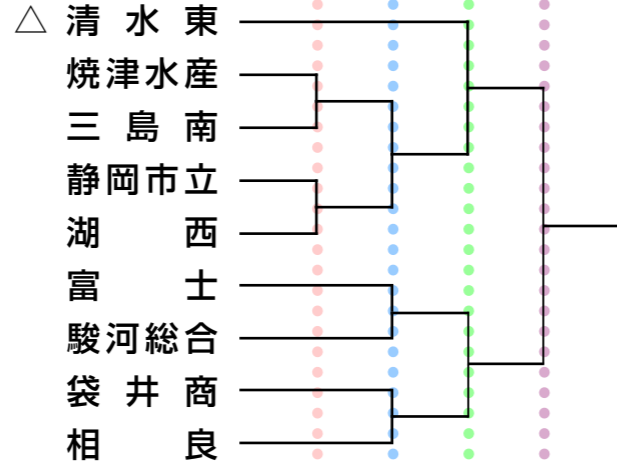 △ 清水東
焼津水産
三島南
静岡市立
湖西
富士
駿河総合
袋井商
相良